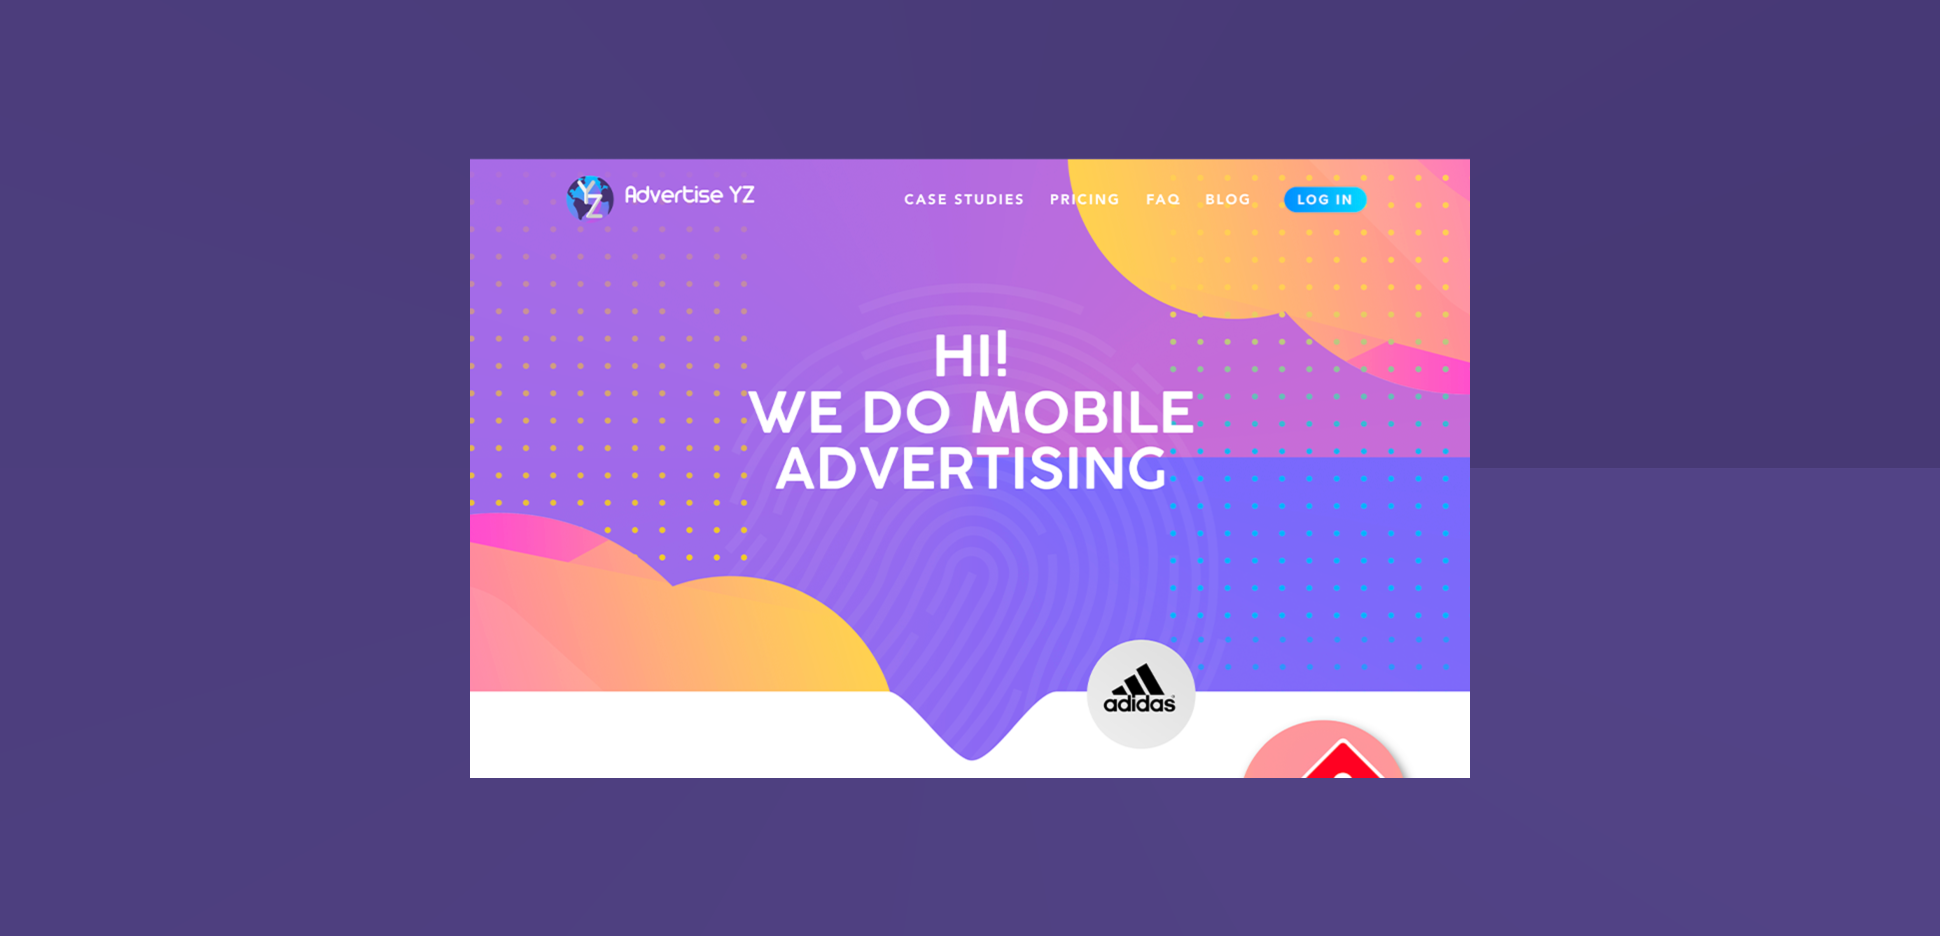 YZ
Advertise YZ
CASE STUDIES PRICING FAQ BLOG LOG IN
HI!
WE DO MOBILE
ADVERTISING
adidas